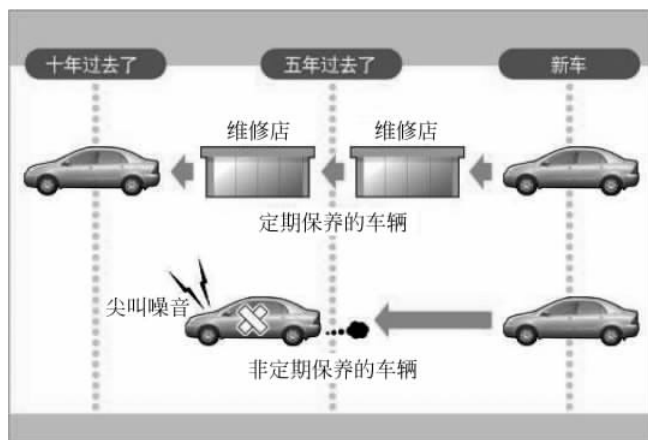 十年过去了
五年过去了
新车
维修店
维修店
定期保养的车辆
尖叫噪音
非定期保养的车辆